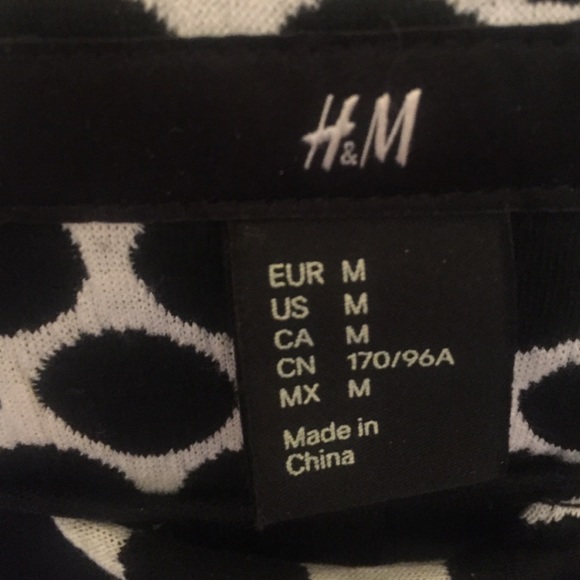 H&M
EUR M
US M
CA M
CN 170/96A
MX M
Made in
China